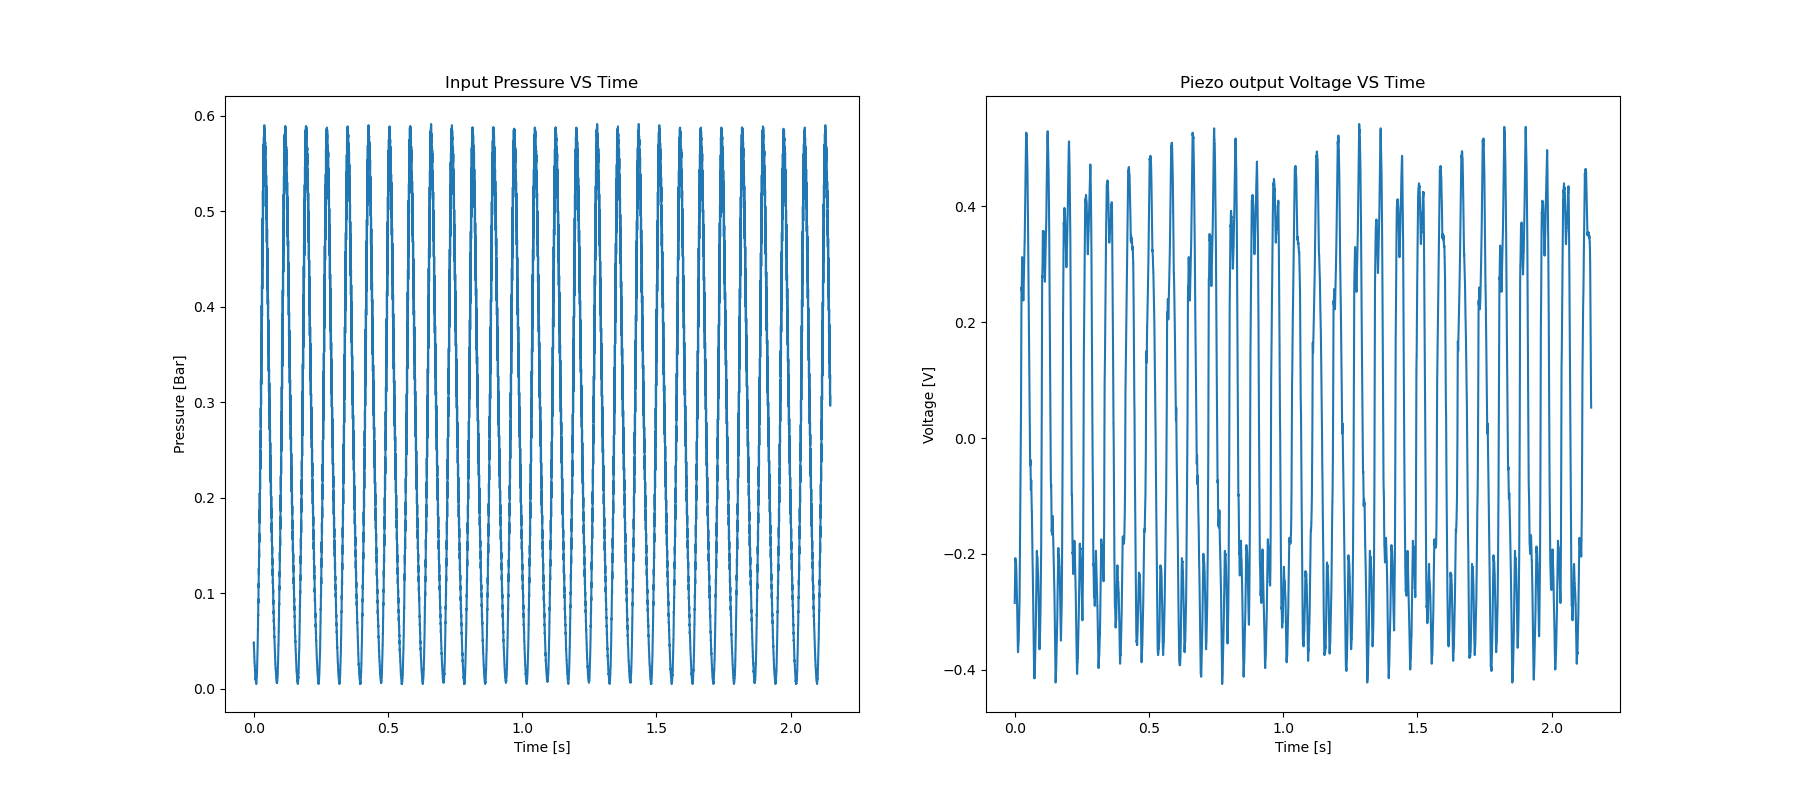 Input Pressure VS Time
Pressure [Bar]
0.6
0.5
0.4
0.3
0.2
0.1
0.0
0.0 0.5 1.0 1.5 2.0
Time [s]
Piezo output Voltage VS Time
Voltage [V]
0.4
0.2
0.0
−0.2
−0.4
0.0 0.5 1.0 1.5 2.0
Time [s]